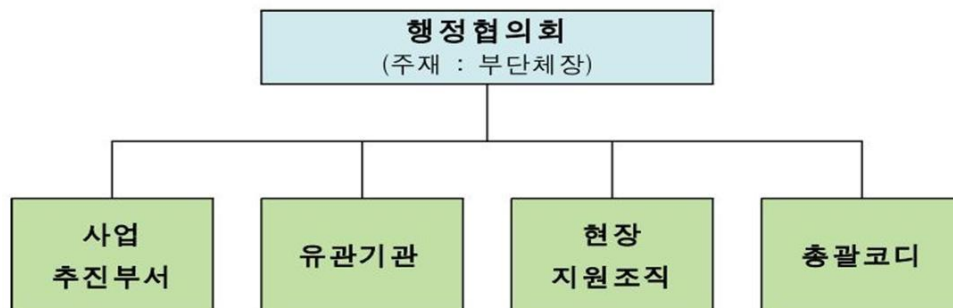 행정협의회
(주재 : 부단체장)
사업
추진부서
유관기관
현장
지원조직
총괄코디